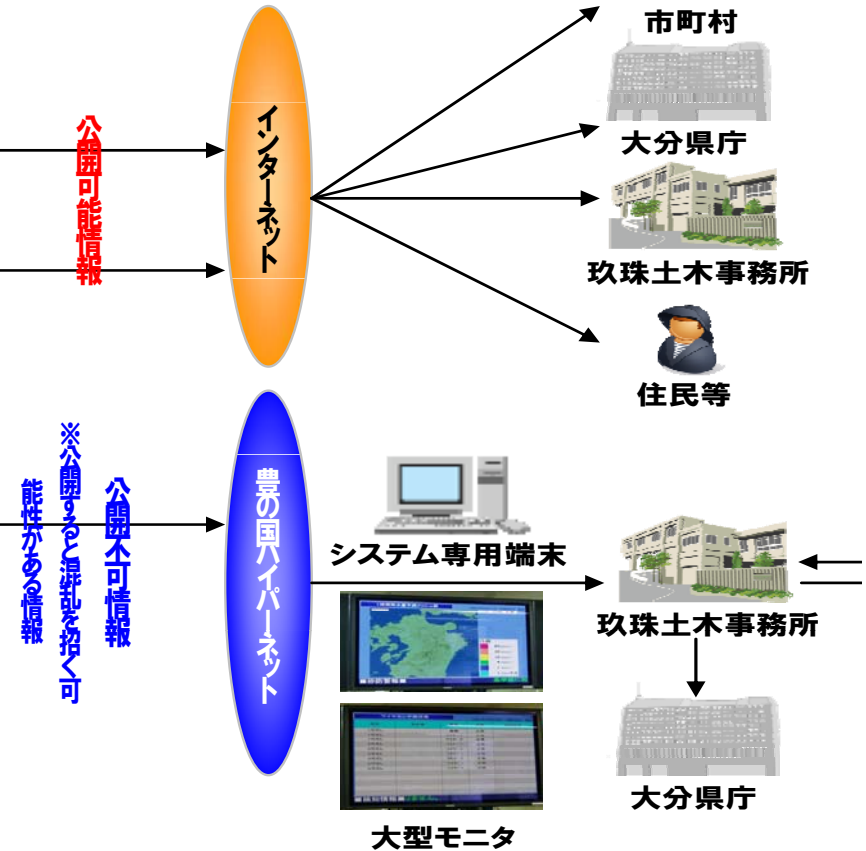 市町村
大分県庁
公開可能情報
インターネット
玖珠土木事務所
住民等
公開不可情報
※公開すると混乱を招く可
能性がある情報
豊の国ハイパーネット
システム専用端末
玖珠土木事務所
大分県庁
大型モニタ